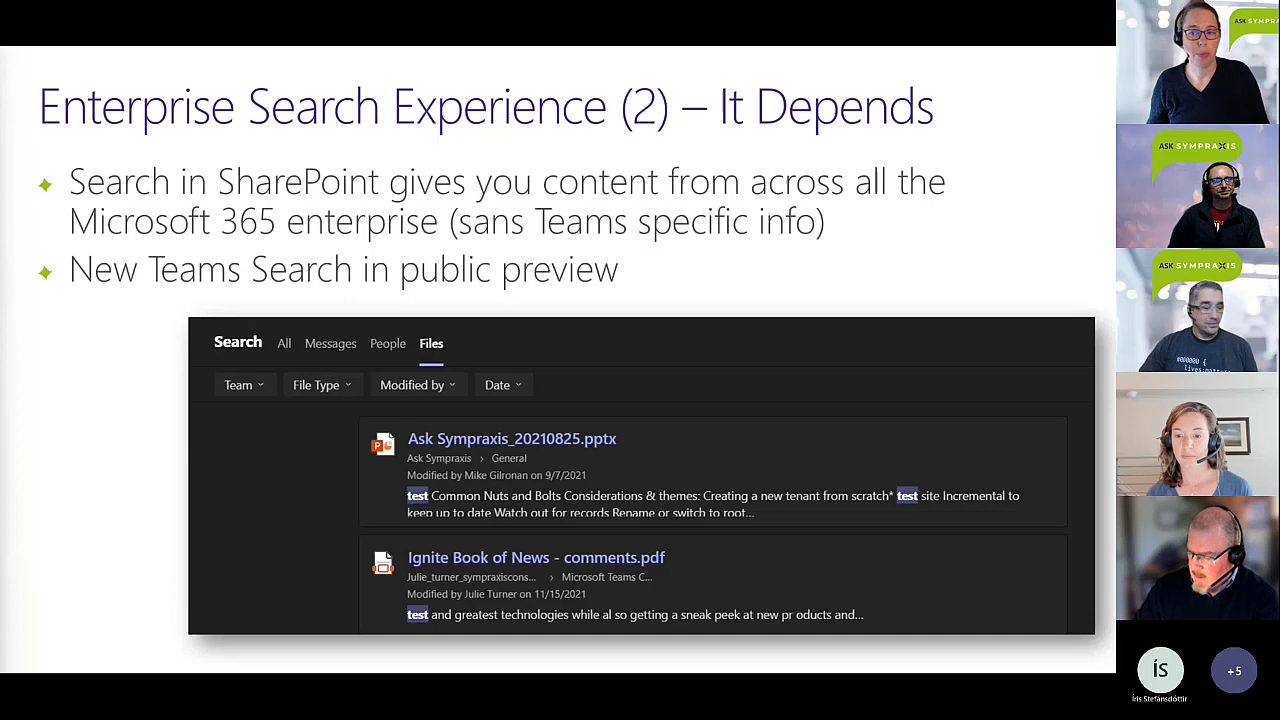 Enterprise Search Experience (2) – It Depends
Search in SharePoint gives you content from across all the
Microsoft 365 enterprise (sans Teams specific info)
New Teams Search in public preview
Search All Messages People Files
Team File Type Modified by Date
Ask Sympraxis_20210825.pptx
Ask Sympraxis › General
Modified by Mike Gilronan on 9/7/2021
test Common Nuts and Bolts Considerations & themes: Creating a new tenant from scratch* test site Incremental to
keep up to date Watch out for records Rename or switch to root...
Ignite Book of News - comments.pdf
Julie_turner_sympraxiscons... › Microsoft Teams C...
Modified by Julie Turner on 11/15/2021
test and greatest technologies while al so getting a sneak peek at new pr oducts and...
ASK SYMPRA
ASK SYMPRAXIS
ASK SYMPRAXIS
#000000 {
ÍS
+5
Íris Stefánsdóttir